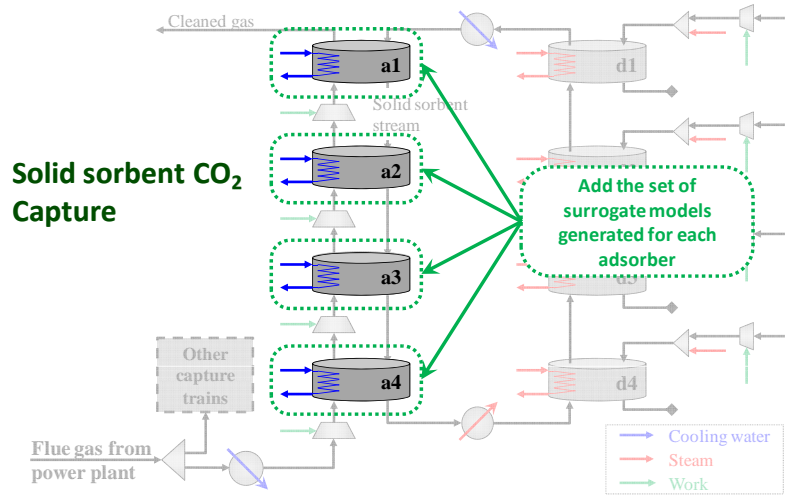 Cleaned gas
a1
d1
Solid sorbent
stream
a2
Solid sorbent CO2
Capture
Add the set of
surrogate models
generated for each
adsorber
a3
a4
d4
Other
capture
trains
Flue gas from
power plant
Cooling water
Steam
Work